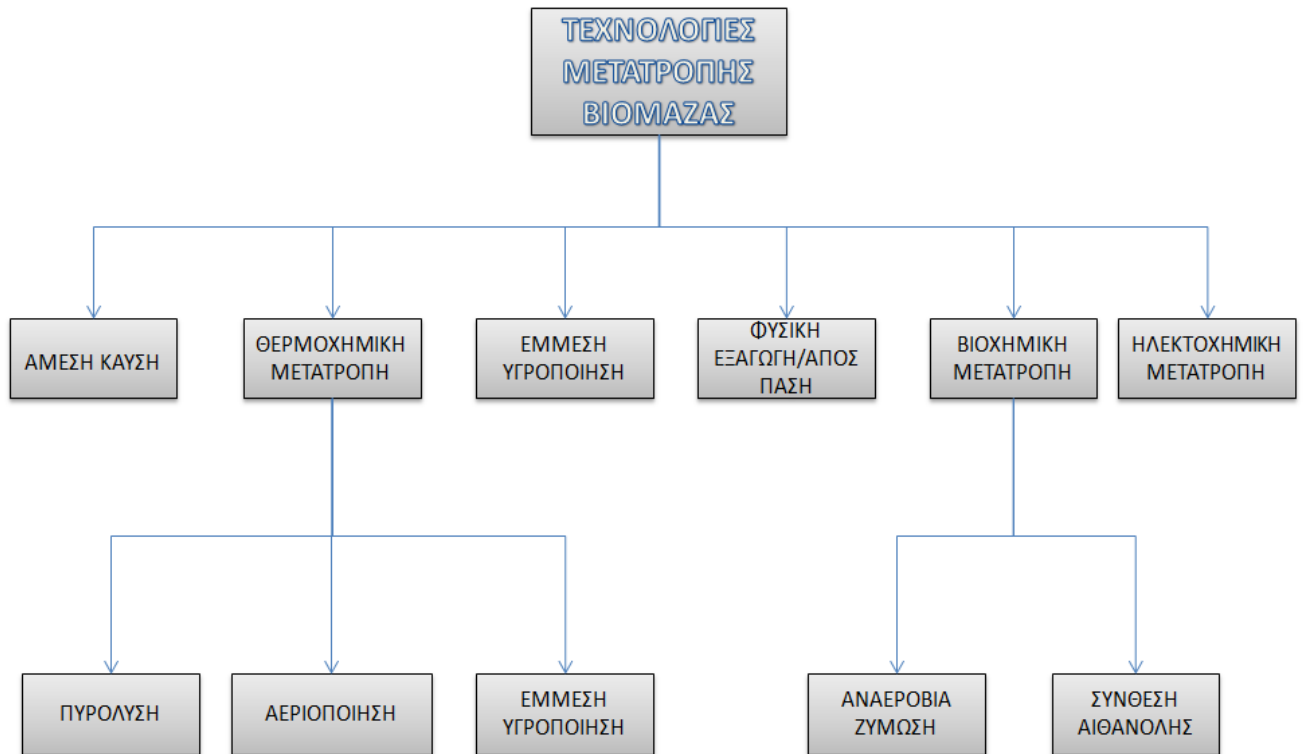 ΤΕΧΝΟΛΟΓΙΕΣ
ΜΕΤΑΤΡΟΠΗΣ
ΒΙΟΜΑΖΑΣ
ΑΜΕΣΗ ΚΑΥΣΗ
ΘΕΡΜΟΧΗΜΙΚΗ
ΜΕΤΑΤΡΟΠΗ
ΕΜΜΕΣΗ
ΥΓΡΟΠΟΙΗΣΗ
ΦΥΣΙΚΗ
ΕΞΑΓΩΓΗ/ΑΠΟΣ
ΠΑΣΗ
ΒΙΟΧΗΜΙΚΗ
ΜΕΤΑΤΡΟΠΗ
ΗΛΕΚΤΟΧΗΜΙΚΗ
ΜΕΤΑΤΡΟΠΗ
ΠΥΡΟΛΥΣΗ
ΑΕΡΙΟΠΟΙΗΣΗ
ΕΜΜΕΣΗ
ΥΓΡΟΠΟΙΗΣΗ
ΑΝΑΕΡΟΒΙΑ
ΖΥΜΩΣΗ
ΣΥΝΘΕΣΗ
ΑΙΘΑΝΟΛΗΣ